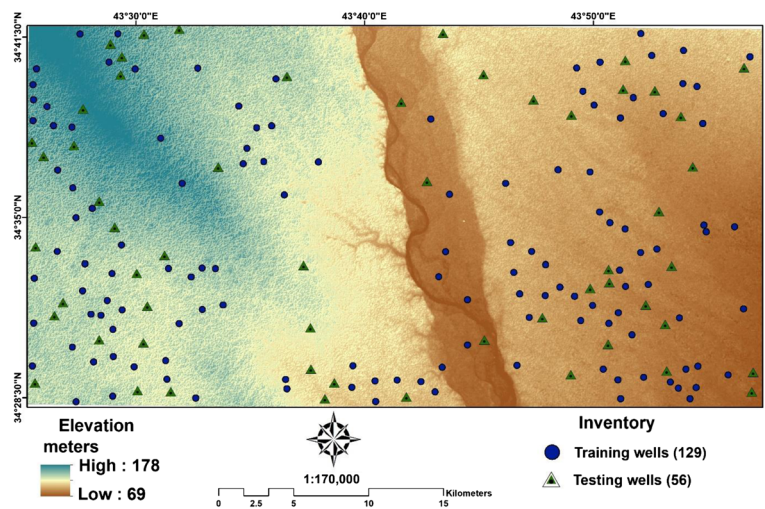 43°30'0"E 43°40'0"E 43°50'0"E
34°41'30"N
34°35'0"N
34°28'30"N
Elevation
meters
High : 178
Low : 69
1:170,000
0 2.5 5 10 15 Kilometers
Inventory
Training wells (129)
Testing wells (56)